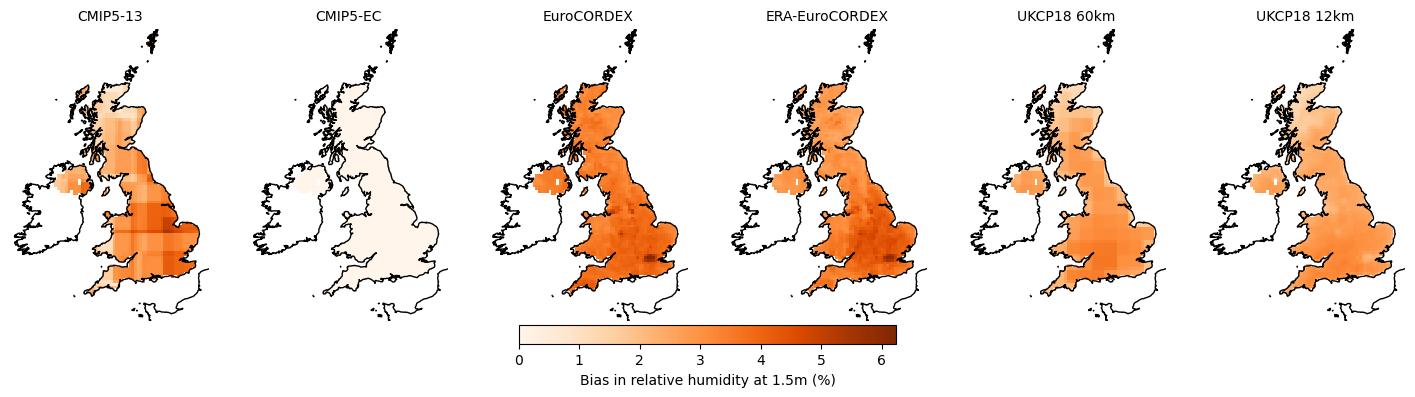 CMIP5-13
CMIP5-EC
EuroCORDEX
ERA-EuroCORDEX
UKCP18 60km
UKCP18 12km
0 1 2 3 4 5 6
Bias in relative humidity at 1.5m (%)